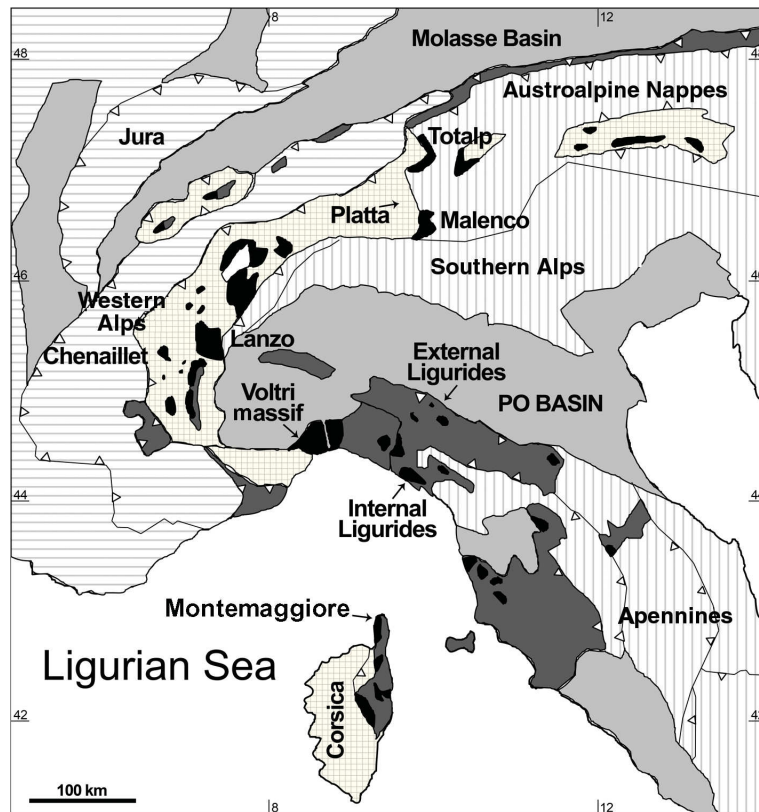 8
12
48
48
Molasse Basin
Austroalpine Nappes
Jura
Totalp
Platta
Malenco
46
46
Southern Alps
Western
Alps
Chenaillet
Lanzo
External
Ligurides
Voltri
massif
PO BASIN
44
44
Internal
Ligurides
Montemaggiore
Apennines
Ligurian Sea
Corsica
42
42
100 km
8
12